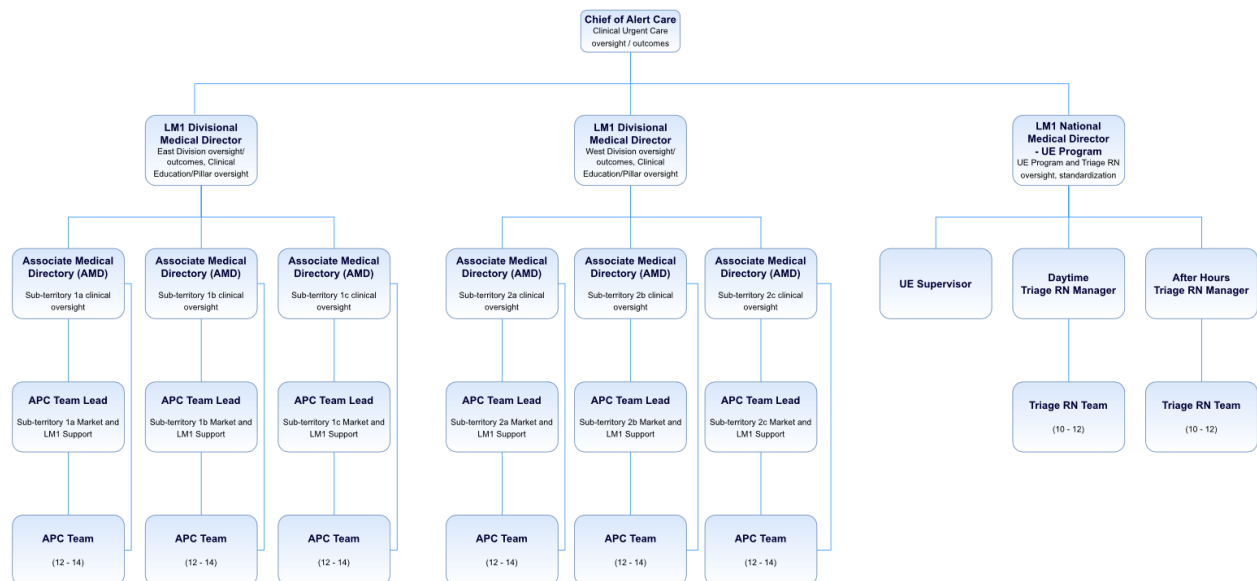 Chief of Alert Care
Clinical Urgent Care
oversight / outcomes
LM1 Divisional
Medical Director
East Division oversight/
outcomes, Clinical
Education/Pillar oversight
LM1 Divisional
Medical Director
West Division oversight/
outcomes, Clinical
Education/Pillar oversight
LM1 National
Medical Director
- UE Program
UE Program and Triage RN
oversight, standardization
Associate Medical
Directory (AMD)
Sub-territory 1a clinical
oversight
Associate Medical
Directory (AMD)
Sub-territory 1b clinical
oversight
Associate Medical
Directory (AMD)
Sub-territory 1c clinical
oversight
Associate Medical
Directory (AMD)
Sub-territory 2a clinical
oversight
Associate Medical
Directory (AMD)
Sub-territory 2b clinical
oversight
Associate Medical
Directory (AMD)
Sub-territory 2c clinical
oversight
UE Supervisor
Daytime
Triage RN Manager
After Hours
Triage RN Manager
APC Team Lead
Sub-territory 1a Market and
LM1 Support
APC Team Lead
Sub-territory 1b Market and
LM1 Support
APC Team Lead
Sub-territory 1c Market and
LM1 Support
APC Team Lead
Sub-territory 2a Market and
LM1 Support
APC Team Lead
Sub-territory 2b Market and
LM1 Support
APC Team Lead
Sub-territory 2c Market and
LM1 Support
Triage RN Team
(10 - 12)
Triage RN Team
(10 - 12)
APC Team
(12 - 14)
APC Team
(12 - 14)
APC Team
(12 - 14)
APC Team
(12 - 14)
APC Team
(12 - 14)
APC Team
(12 - 14)